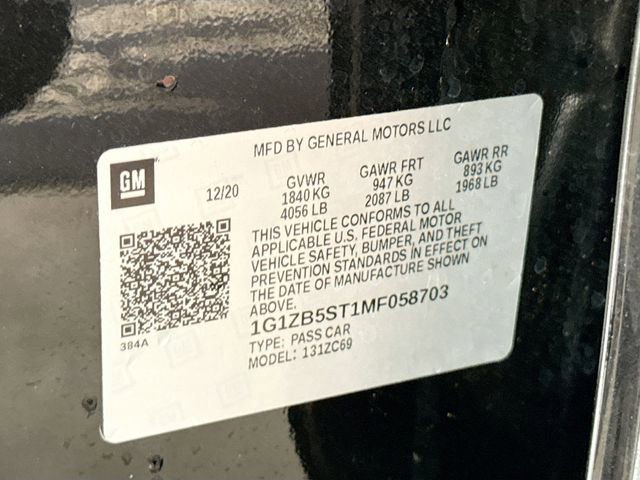 MFD BY GENERAL MOTORS LLC
GM
12/20
GVWR GAWR FRT GAWR RR
1840 KG 947 KG 893 KG
4056 LB 2087 LB 1968 LB
THIS VEHICLE CONFORMS TO ALL
APPLICABLE U.S. FEDERAL MOTOR
VEHICLE SAFETY, BUMPER, AND THEFT
PREVENTION STANDARDS IN EFFECT ON
THE DATE OF MANUFACTURE SHOWN
ABOVE.
1G1ZB5ST1MF058703
TYPE: PASS CAR
MODEL: 131ZC69
384A